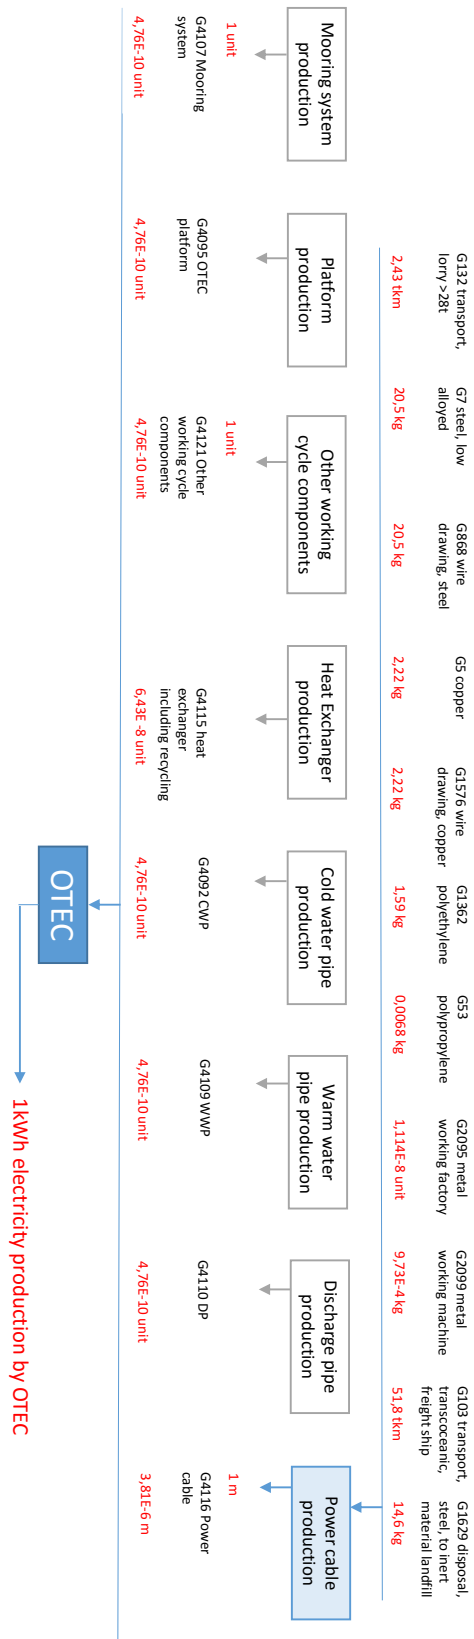 G132 transport,
lorry >28t
2,43 tkm
G7 steel, low
alloyed
20,5 kg
G868 wire
drawing, steel
20,5 kg
G5 copper
2,22 kg
G1576 wire
drawing, copper
2,22 kg
G1362
polyethylene
1,59 kg
G53
polypropylene
0,0068 kg
G2095 metal
working factory
1,114E-8 unit
G2099 metal
working machine
9,73E-4 kg
G103 transport,
transcoceanic,
freight ship
51,8 tkm
G1629 disposal,
steel, to inert
material landfill
14,6 kg
Mooring system
production
Platform
production
Other working
cycle components
Heat Exchanger
production
Cold water pipe
production
Warm water
pipe production
Discharge pipe
production
Power cable
production
1 unit
G4107 Mooring
system
4,76E-10 unit
G4095 OTEC
platform
4,76E-10 unit
1 unit
G4121 Other
working cycle
components
4,76E-10 unit
G4115 heat
exchanger
including recycling
6,43E -8 unit
G4092 CWP
4,76E-10 unit
G4109 WWP
4,76E-10 unit
G4110 DP
4,76E-10 unit
1 m
G4116 Power
cable
3,81E-6 m
OTEC
1kWh electricity production by OTEC